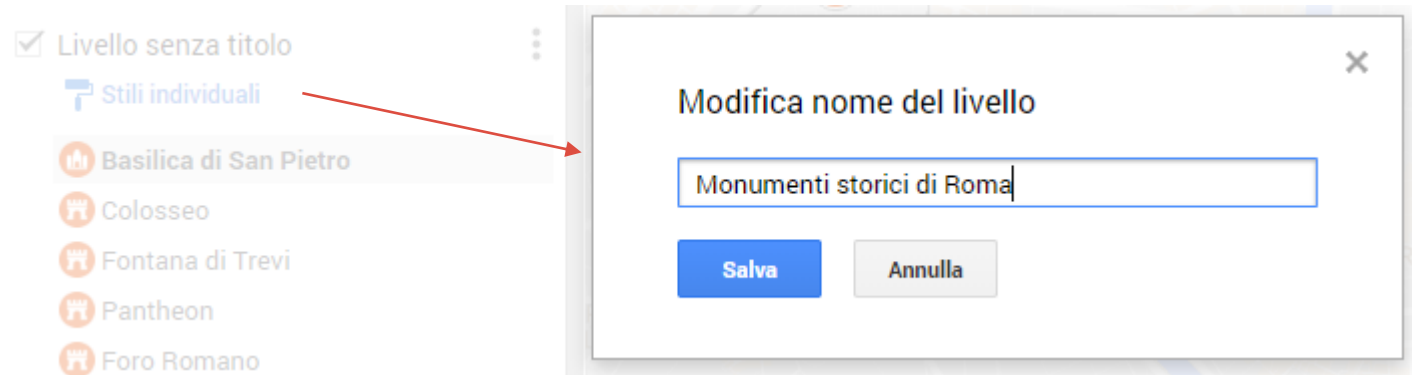 Livello senza titolo
Stili individuali
Basilica di San Pietro
Colosseo
Fontana di Trevi
Pantheon
Foro Romano
Modifica nome del livello
Monumenti storici di Roma
Salva
Annulla